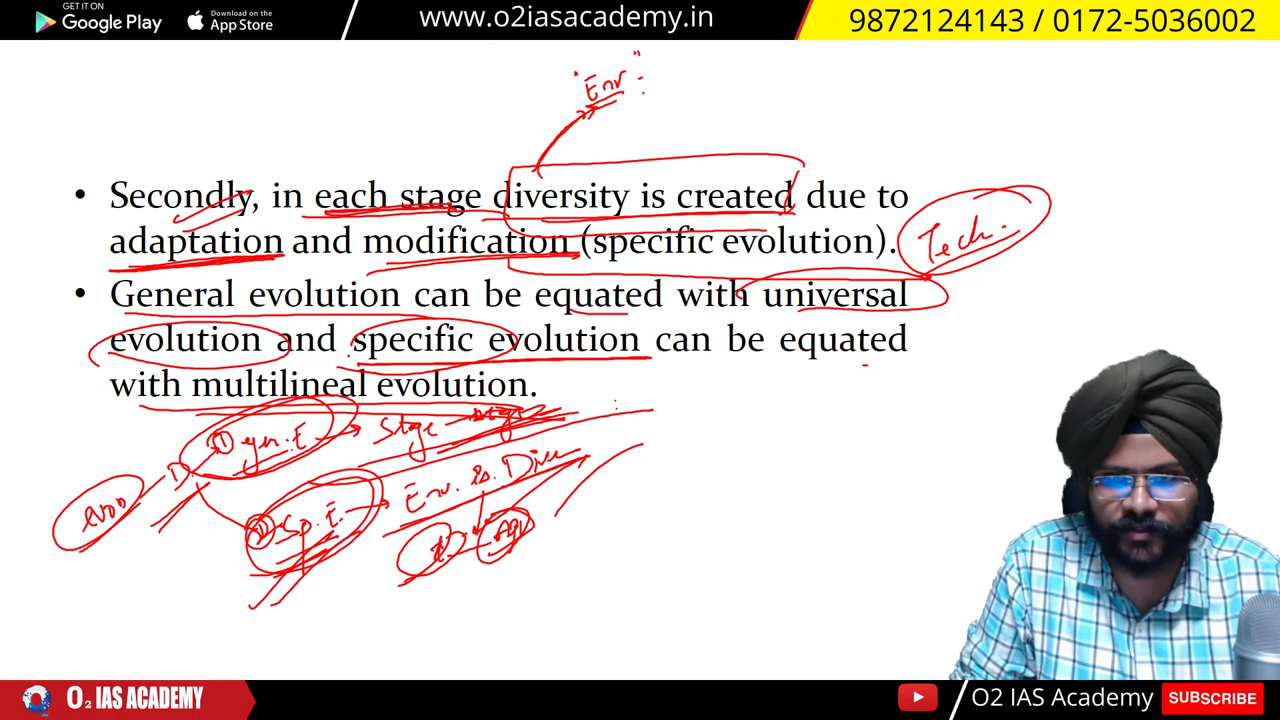 GET IT ON
Google Play
Download on the
App Store
www.o2iasacademy.in
9872124143 / 0172-5036002
"Env"
• Secondly, in each stage diversity is created due to
adaptation and modification (specific evolution).
Tech.
• General evolution can be equated with universal
evolution and specific evolution can be equated
with multilineal evolution.
gen. E Stage
Sp. E. Env. is Div
O2 IAS ACADEMY
O2 IAS Academy
SUBSCRIBE